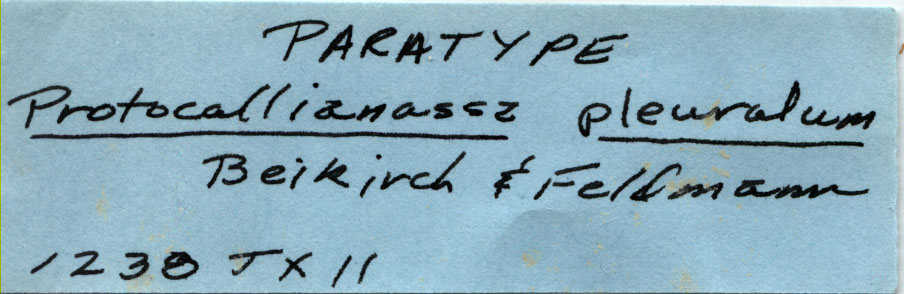 PARATYPE
Protocallianassa pleuralum
Beikirch & Feldmann
1238 TX 11